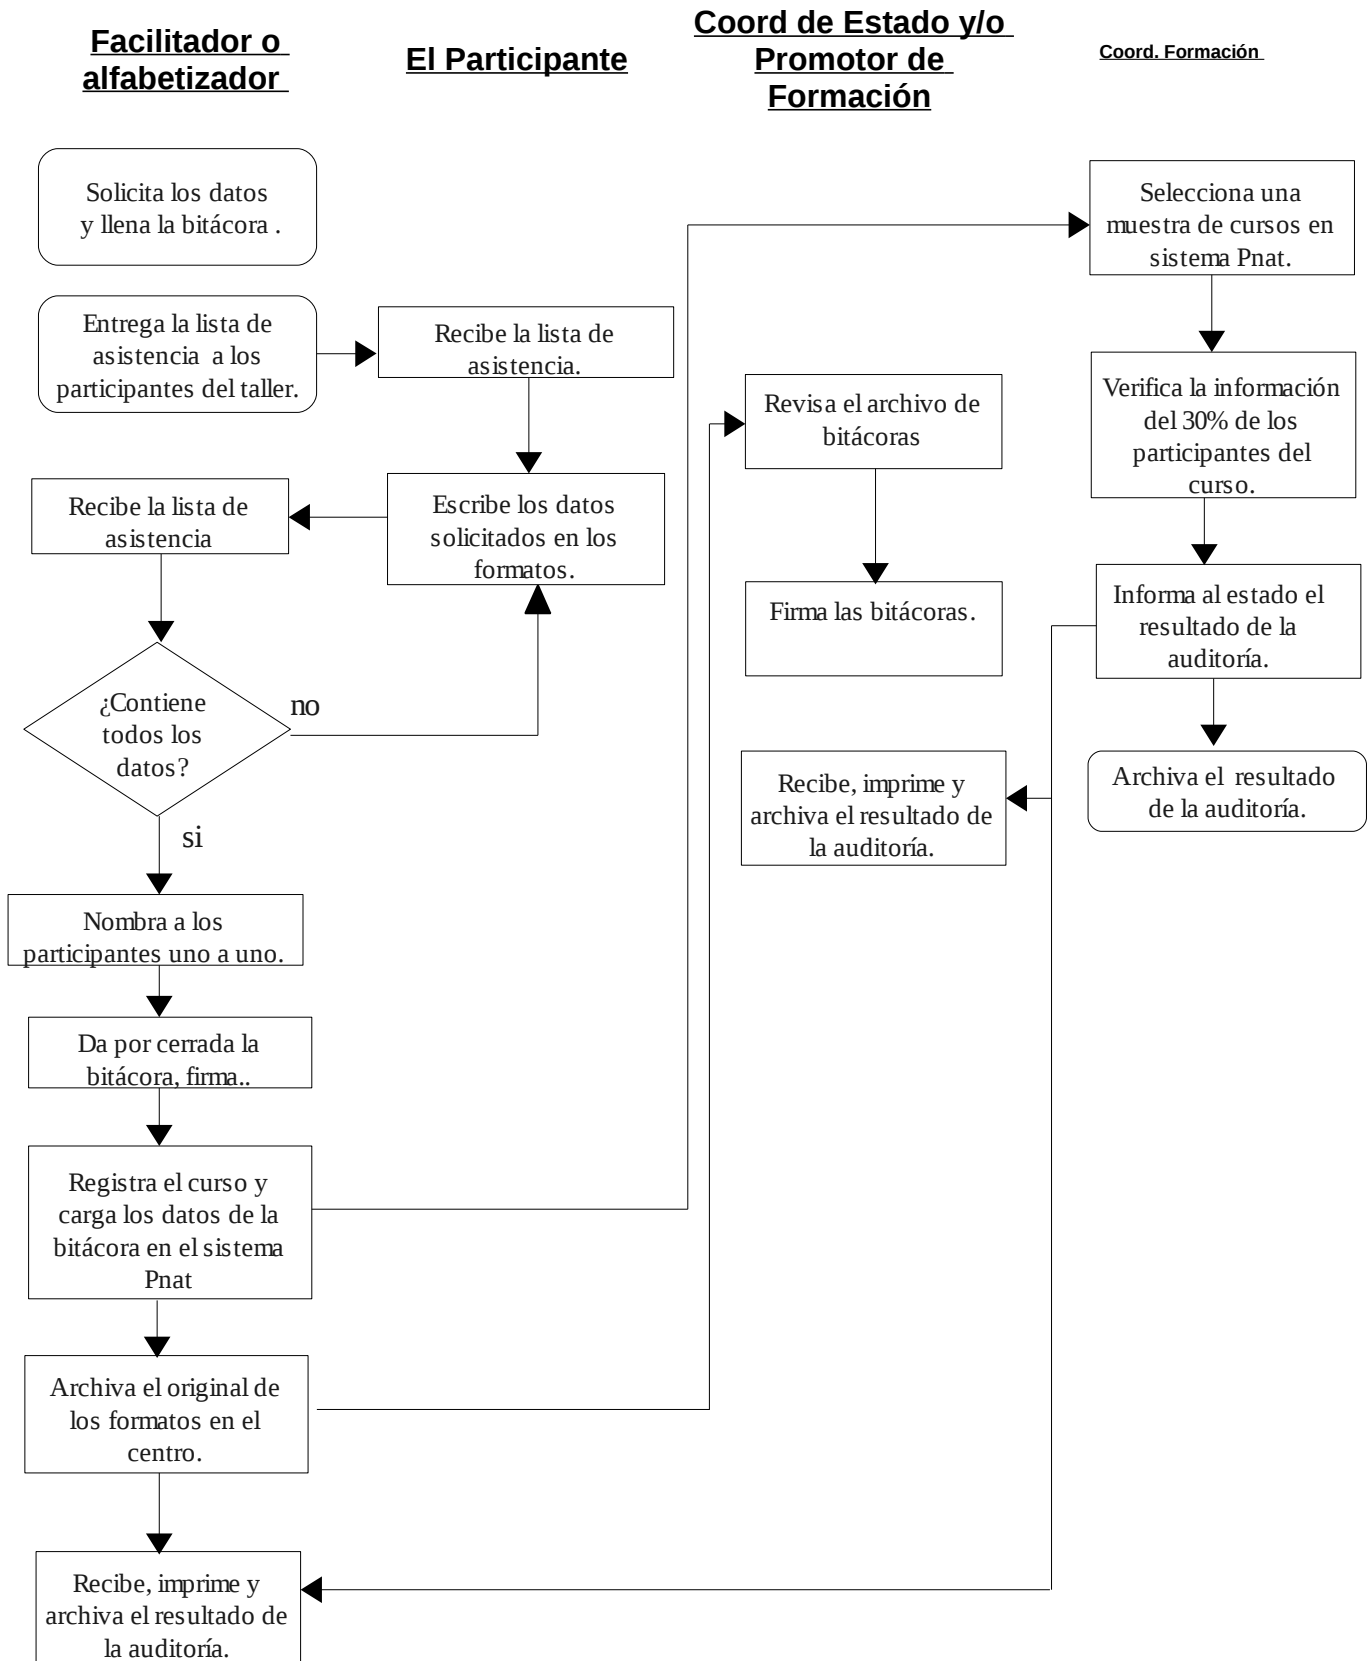 Facilitador o
alfabetizador
El Participante
Coord de Estado y/o
Promotor de
Formación
Coord. Formación
Solicita los datos
y llena la bitácora .
Entrega la lista de
asistencia a los
participantes del taller.
Recibe la lista de
asistencia.
Escribe los datos
solicitados en los
formatos.
Recibe la lista de
asistencia
¿Contiene
todos los
datos?
no
si
Nombra a los
participantes uno a uno.
Da por cerrada la
bitácora, firma..
Registra el curso y
carga los datos de la
bitácora en el sistema
Pnat
Archiva el original de
los formatos en el
centro.
Recibe, imprime y
archiva el resultado de
la auditoría.
Revisa el archivo de
bitácoras
Firma las bitácoras.
Recibe, imprime y
archiva el resultado de
la auditoría.
Selecciona una
muestra de cursos en
sistema Pnat.
Verifica la información
del 30% de los
participantes del
curso.
Informa al estado el
resultado de la
auditoría.
Archiva el resultado
de la auditoría.